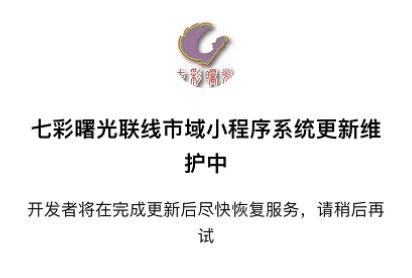 七彩曙光
七彩曙光联线市域小程序系统更新维
护中
开发者将在完成更新后尽快恢复服务，请稍后再
试